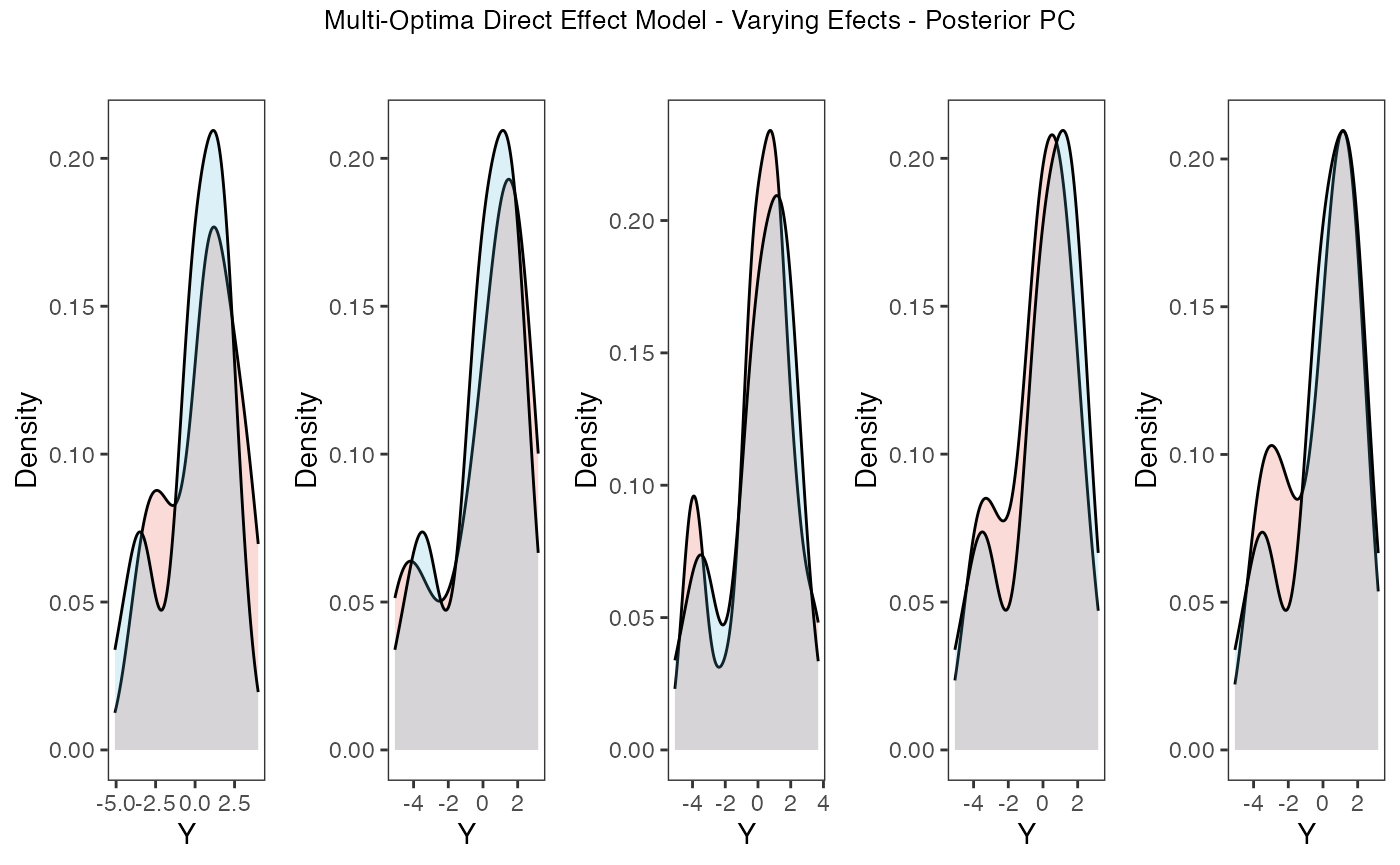 Multi-Optima Direct Effect Model - Varying Efects - Posterior PC
0.20 0.20 0.20 0.20
0.20
0.15 0.15 0.15 0.15
0.15
Density Density Density Density Density
0.10 0.10 0.10 0.10
0.10
0.05 0.05 0.05 0.05
0.05
0.00 0.00 0.00 0.00 0.00
-5.0 -2.5 0.0 2.5 -4 -2 0 2 -4 -2 0 2 4 -4 -2 0 2 -4 -2 0 2
Y Y Y Y Y